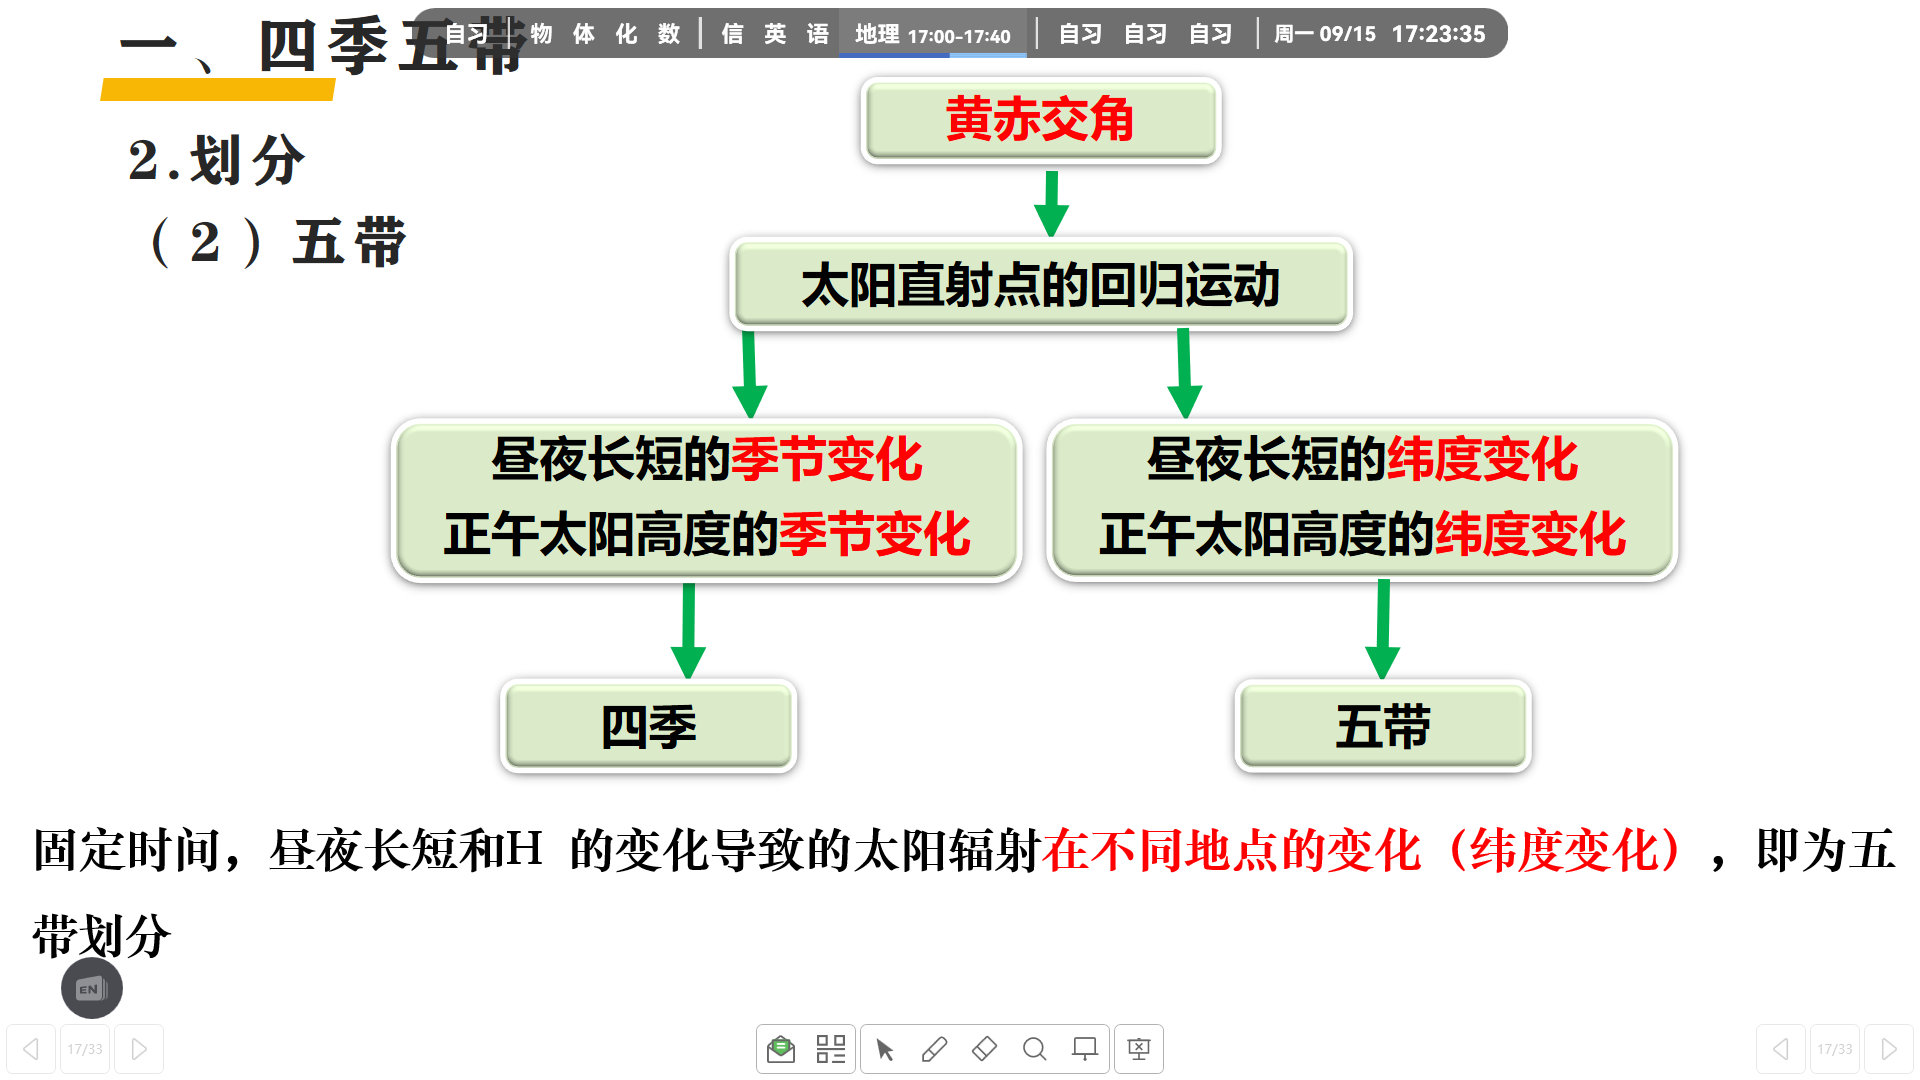 一、四季五带
自习 物 体 化 数 信 英 语 地理 17:00-17:40 自习 自习 自习 周一 09/15 17:23:35
2.划分
（2）五带
黄赤交角
太阳直射点的回归运动
昼夜长短的季节变化
正午太阳高度的季节变化
昼夜长短的纬度变化
正午太阳高度的纬度变化
四季
五带
固定时间，昼夜长短和H 的变化导致的太阳辐射在不同地点的变化（纬度变化），即为五
带划分
EN
17/33
17/33